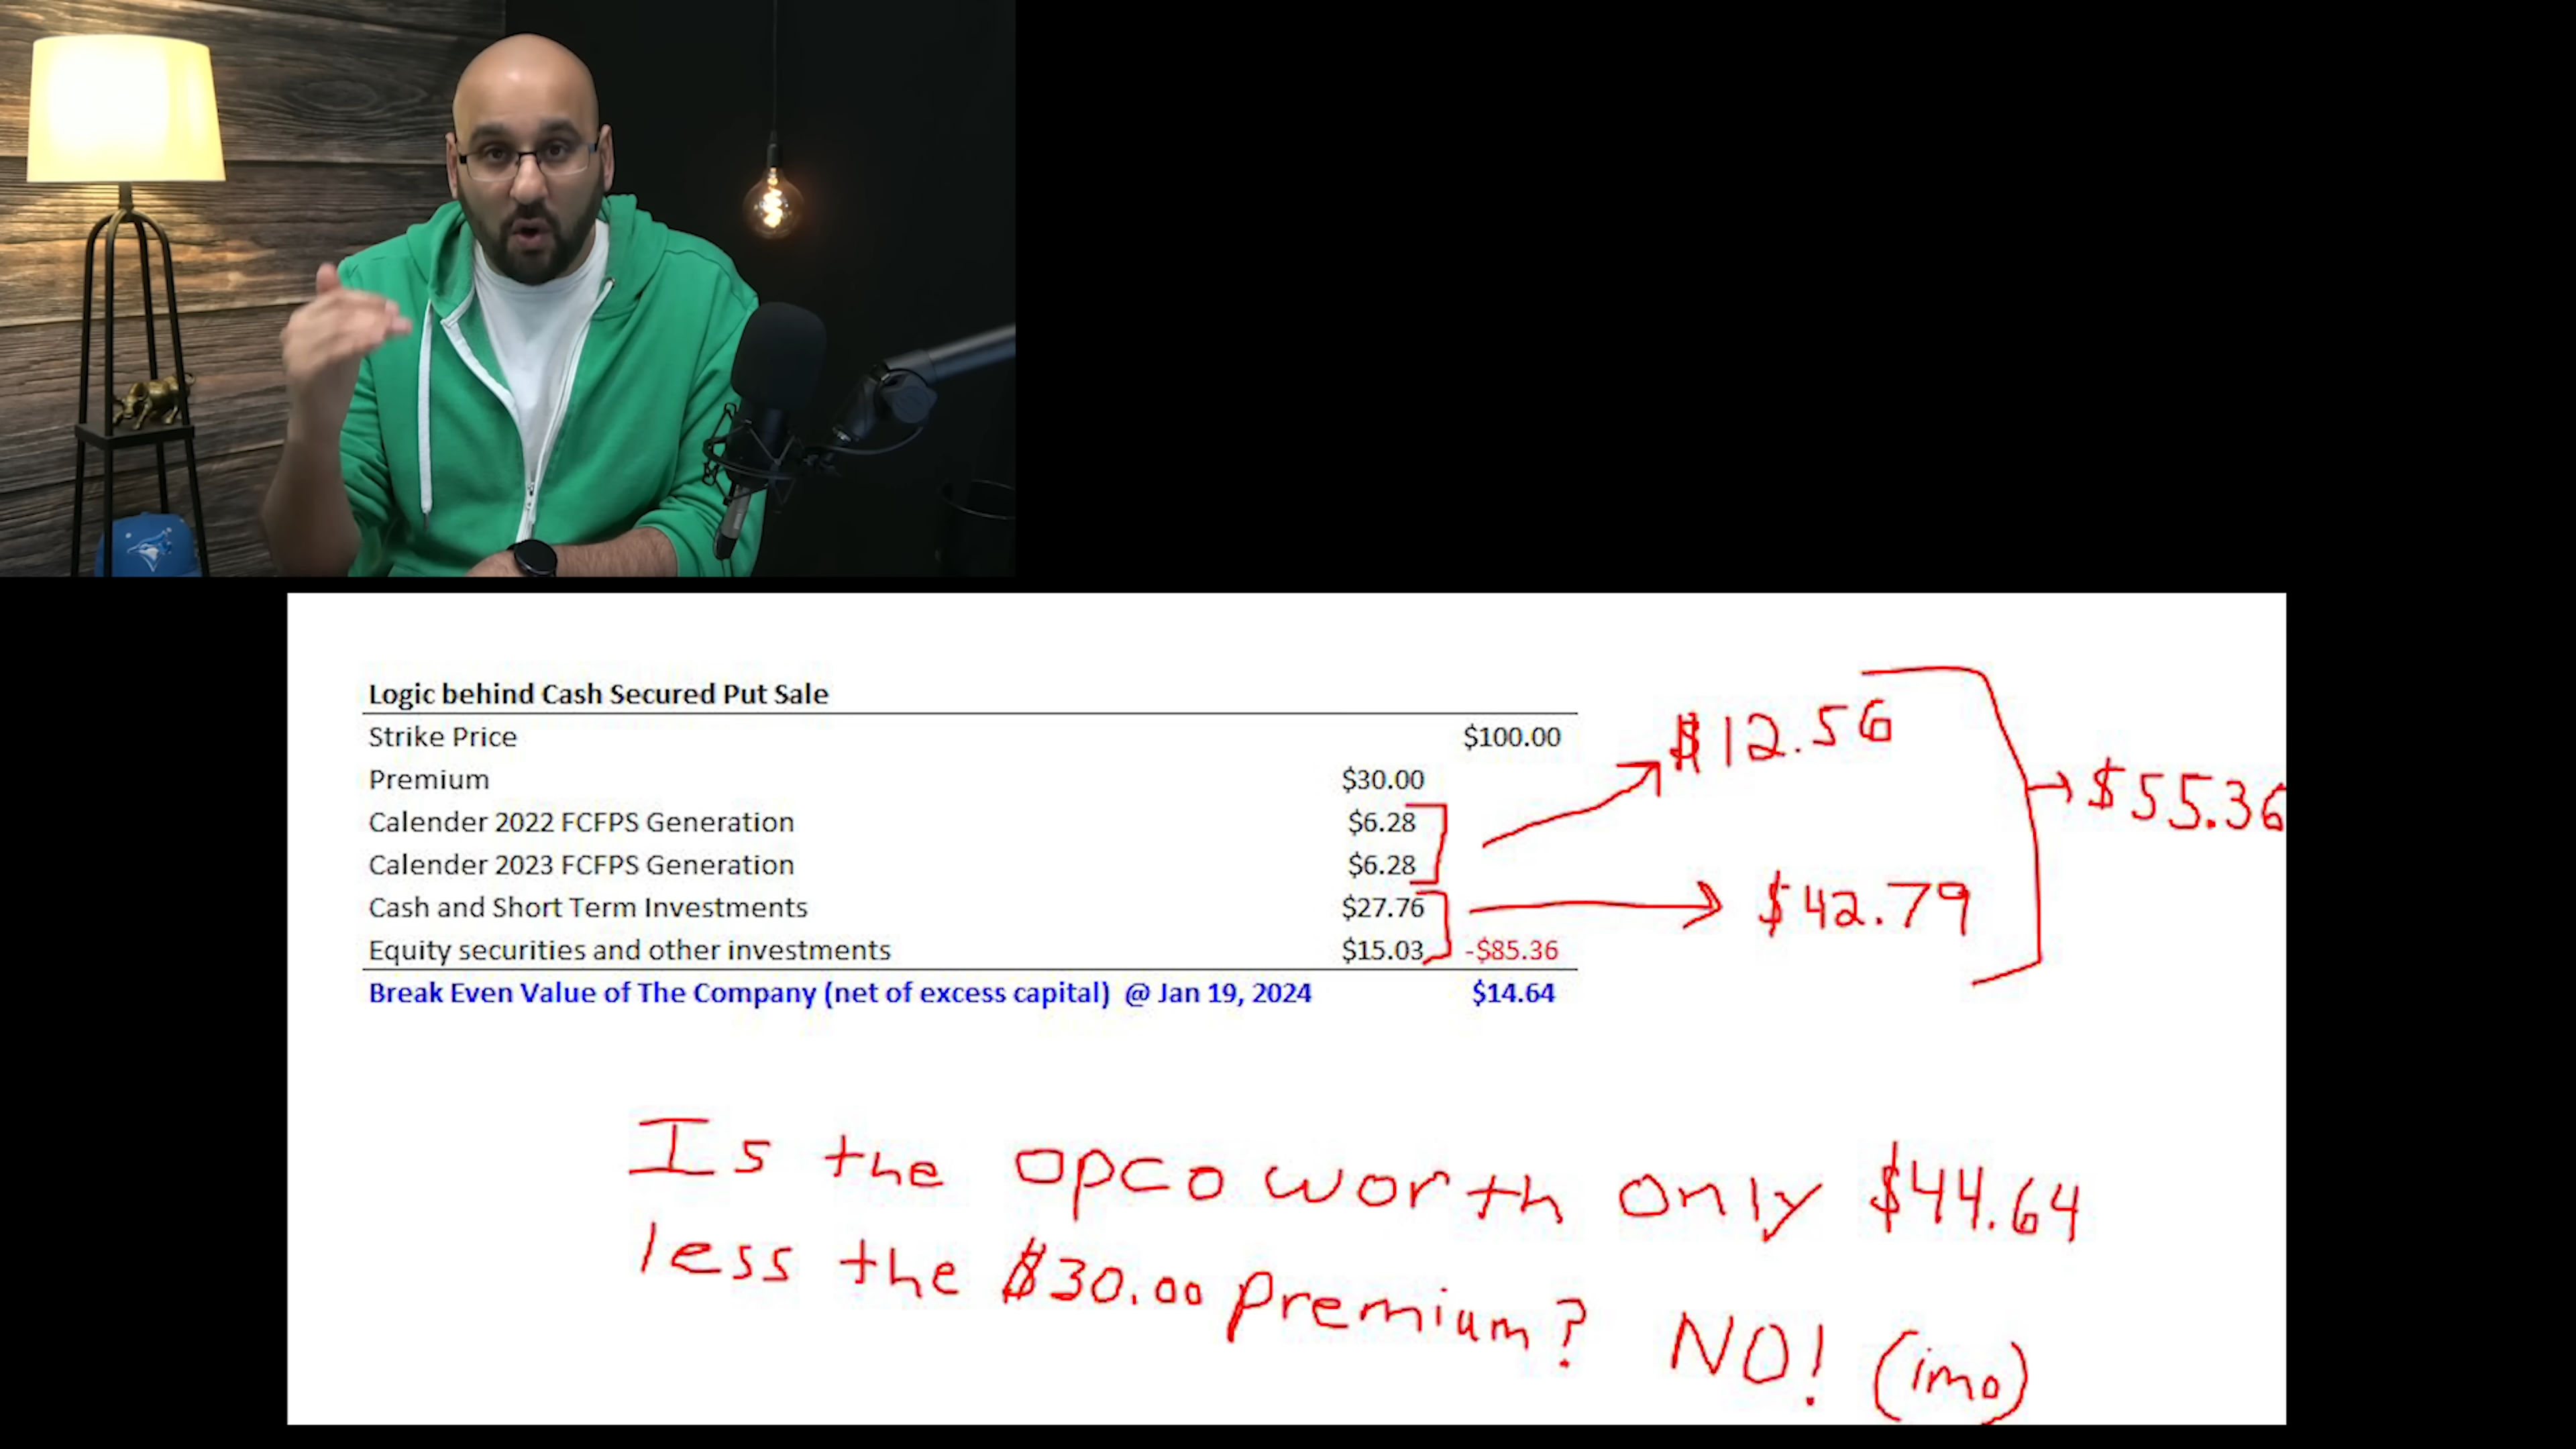 Logic behind Cash Secured Put Sale
Strike Price $100.00
Premium $30.00
Calender 2022 FCFPS Generation $6.28
Calender 2023 FCFPS Generation $6.28
Cash and Short Term Investments $27.76
Equity securities and other investments $15.03 -$85.36
Break Even Value of The Company (net of excess capital) @ Jan 19, 2024 $14.64
$12.56
$55.36
$42.79
Is the opco worth only $44.64
less the $30.00 premium? NO! (imo)